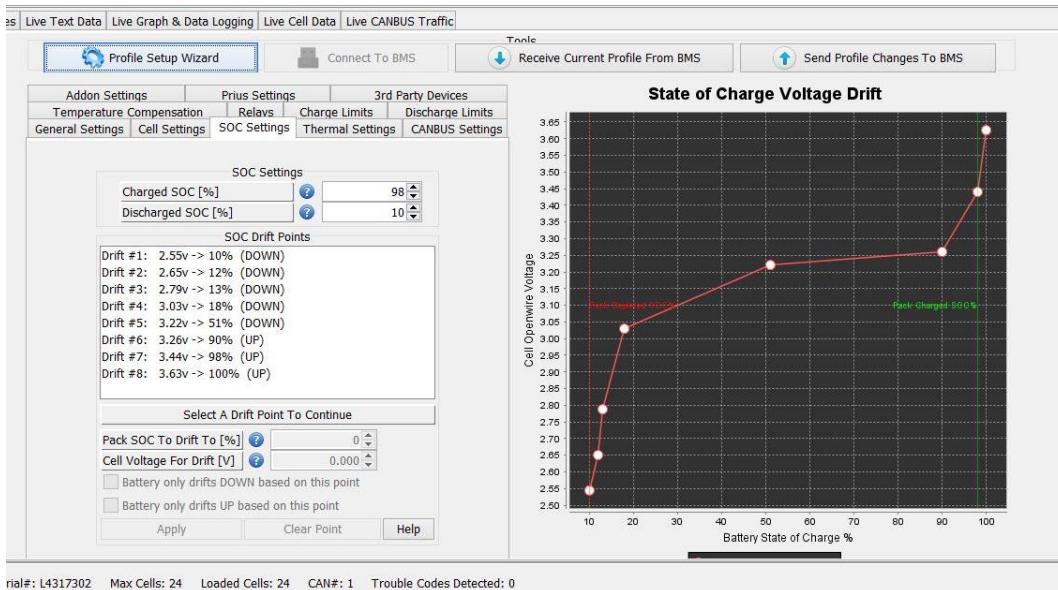 es Live Text Data Live Graph & Data Logging Live Cell Data Live CANBUS Traffic
Tools
Profile Setup Wizard Connect To BMS Receive Current Profile From BMS Send Profile Changes To BMS
Addon Settings Prius Settings 3rd Party Devices
Temperature Compensation Relays Charge Limits Discharge Limits
General Settings Cell Settings SOC Settings Thermal Settings CANBUS Settings
SOC Settings
Charged SOC [%] ? 98
Discharged SOC [%] ? 10
SOC Drift Points
Drift #1: 2.55v -> 10% (DOWN)
Drift #2: 2.65v -> 12% (DOWN)
Drift #3: 2.79v -> 13% (DOWN)
Drift #4: 3.03v -> 18% (DOWN)
Drift #5: 3.22v -> 51% (DOWN)
Drift #6: 3.26v -> 90% (UP)
Drift #7: 3.44v -> 98% (UP)
Drift #8: 3.63v -> 100% (UP)
Select A Drift Point To Continue
Pack SOC To Drift To [%] ? 0
Cell Voltage For Drift [V] ? 0.000
Battery only drifts DOWN based on this point
Battery only drifts UP based on this point
Apply Clear Point Help
State of Charge Voltage Drift
Cell Openwire Voltage
3.65
3.60
3.55
3.50
3.45
3.40
3.35
3.30
3.25
3.20
3.15
3.10
3.05
3.00
2.95
2.90
2.85
2.80
2.75
2.70
2.65
2.60
2.55
2.50
Pack Charged SOC%
10 20 30 40 50 60 70 80 90 100
Battery State of Charge %
rial#: L4317302 Max Cells: 24 Loaded Cells: 24 CAN#: 1 Trouble Codes Detected: 0